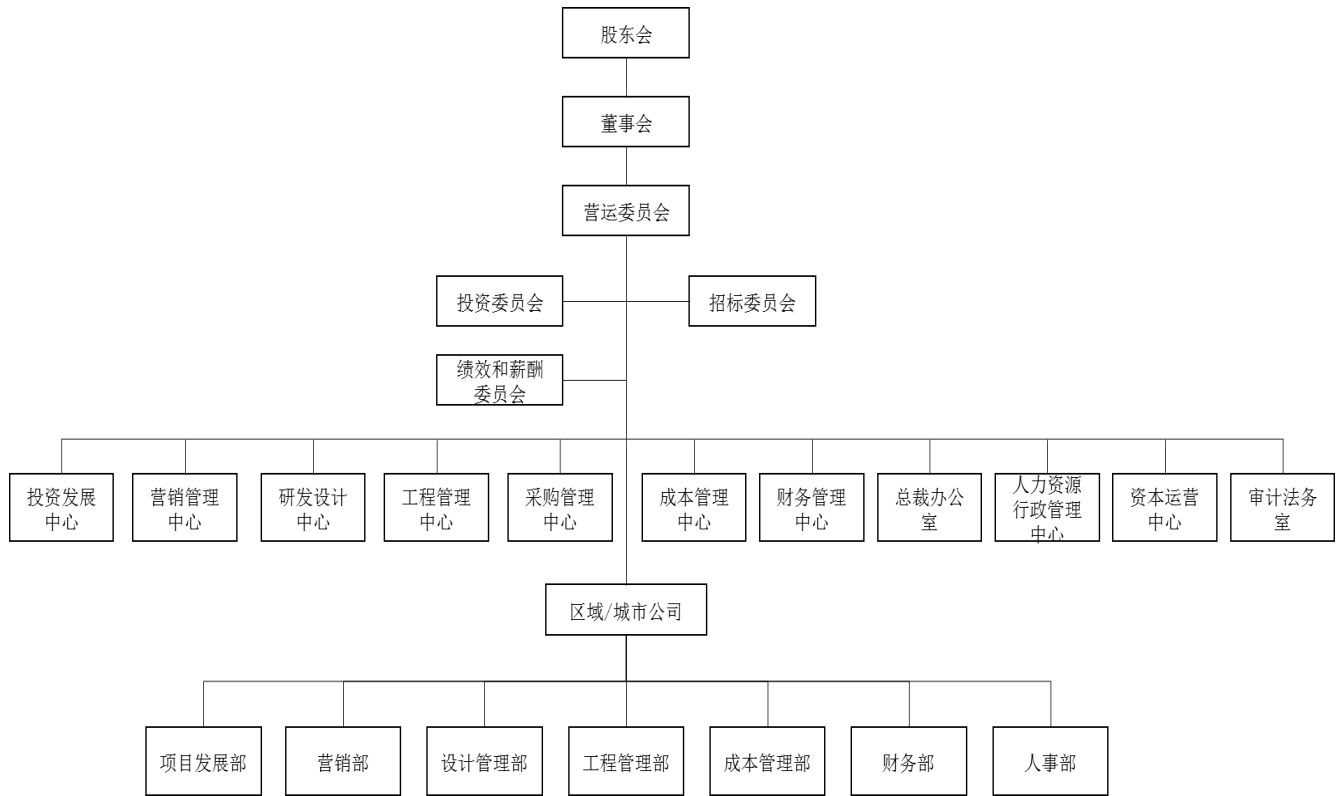 股东会
董事会
营运委员会
投资委员会
招标委员会
绩效和薪酬
委员会
投资发展
中心
营销管理
中心
研发设计
中心
工程管理
中心
采购管理
中心
成本管理
中心
财务管理
中心
总裁办公
室
人力资源
行政管理
中心
资本运营
中心
审计法务
室
区域/城市公司
项目发展部
营销部
设计管理部
工程管理部
成本管理部
财务部
人事部